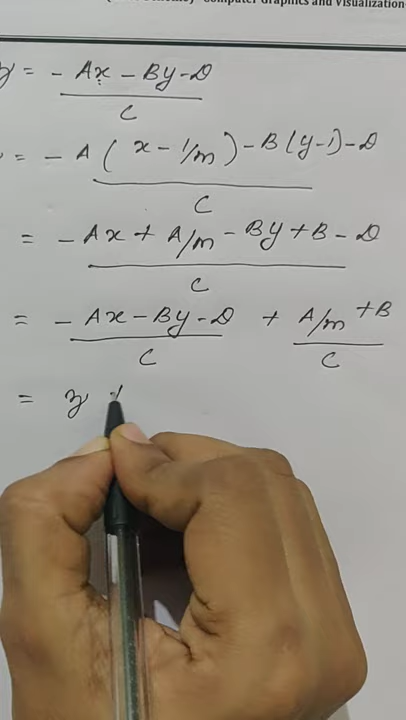 Computer Graphics and Visualization
z = -Ax - By - D
C
= -A ( x - 1/m ) - B (y-1) - D
C
= -Ax + A/m - By + B - D
C
= -Ax - By - D + A/m + B
C C
= z